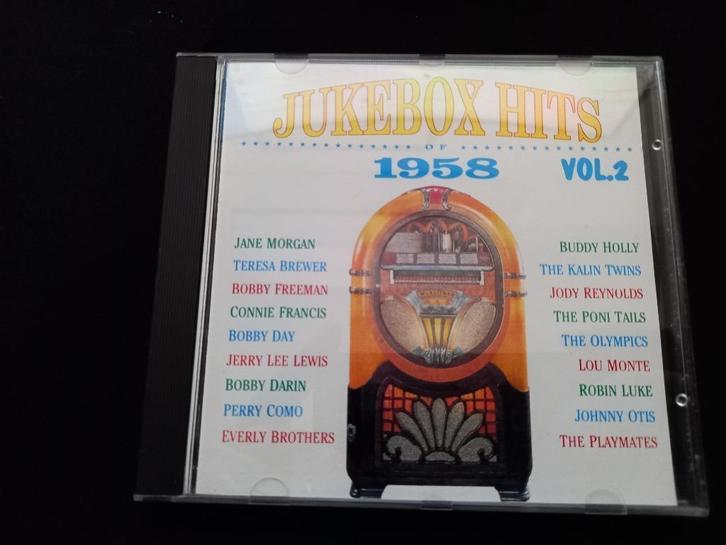 JUKEBOX HITS
OF
1958 VOL.2
JANE MORGAN
TERESA BREWER
BOBBY FREEMAN
CONNIE FRANCIS
BOBBY DAY
JERRY LEE LEWIS
BOBBY DARIN
PERRY COMO
EVERLY BROTHERS
BUDDY HOLLY
THE KALIN TWINS
JODY REYNOLDS
THE PONI TAILS
THE OLYMPICS
LOU MONTE
ROBIN LUKE
JOHNNY OTIS
THE PLAYMATES